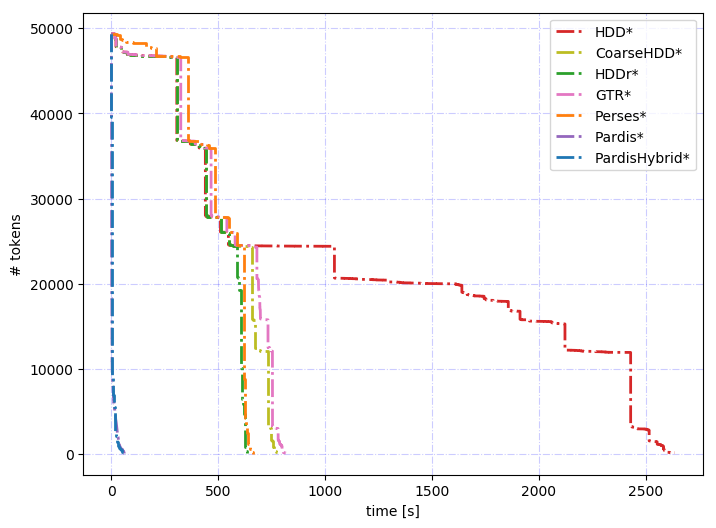 50000
40000
30000
20000
10000
0
# tokens
0
500
1000
1500
2000
2500
time [s]
HDD*
CoarseHDD*
HDDr*
GTR*
Perses*
Pardis*
PardisHybrid*